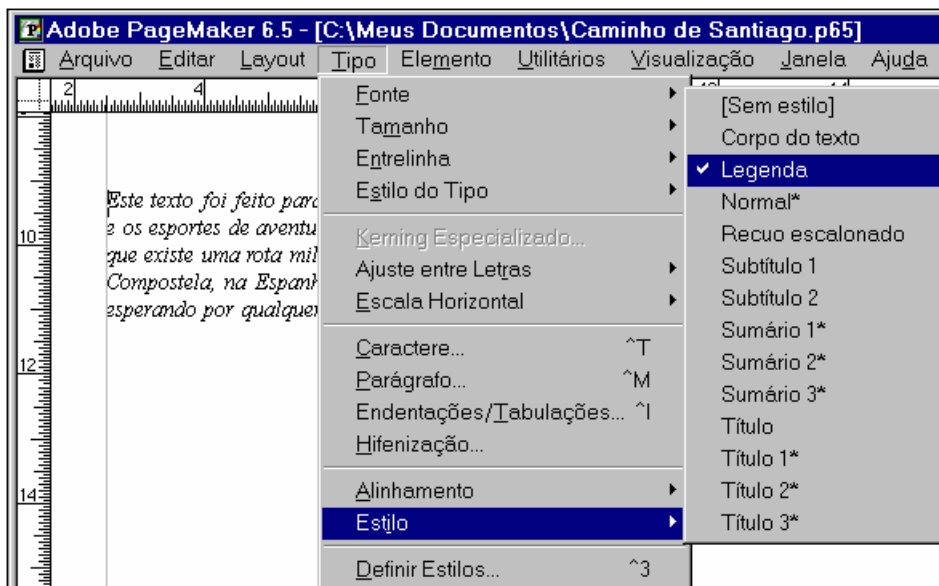 Adobe PageMaker 6.5 - [C:\Meus Documentos\Caminho de Santiago.p65]
Arquivo Editar Layout Tipo Elemento Utilitários Visualização Janela Ajuda
2 4
10
12
14
Este texto foi feito para
e os esportes de aventu
que existe uma rota mil
Compostela, na Espanh
esperando por qualquer
Fonte
Tamanho
Entrelinha
Estilo do Tipo
Kerning Especializado...
Ajuste entre Letras
Escala Horizontal
Caractere... ^T
Parágrafo... ^M
Endentações/Tabulações... ^I
Hifenização...
Alinhamento
Estilo
Definir Estilos... ^3
[Sem estilo]
Corpo do texto
Legenda
Normal*
Recuo escalonado
Subtítulo 1
Subtítulo 2
Sumário 1*
Sumário 2*
Sumário 3*
Título
Título 1*
Título 2*
Título 3*